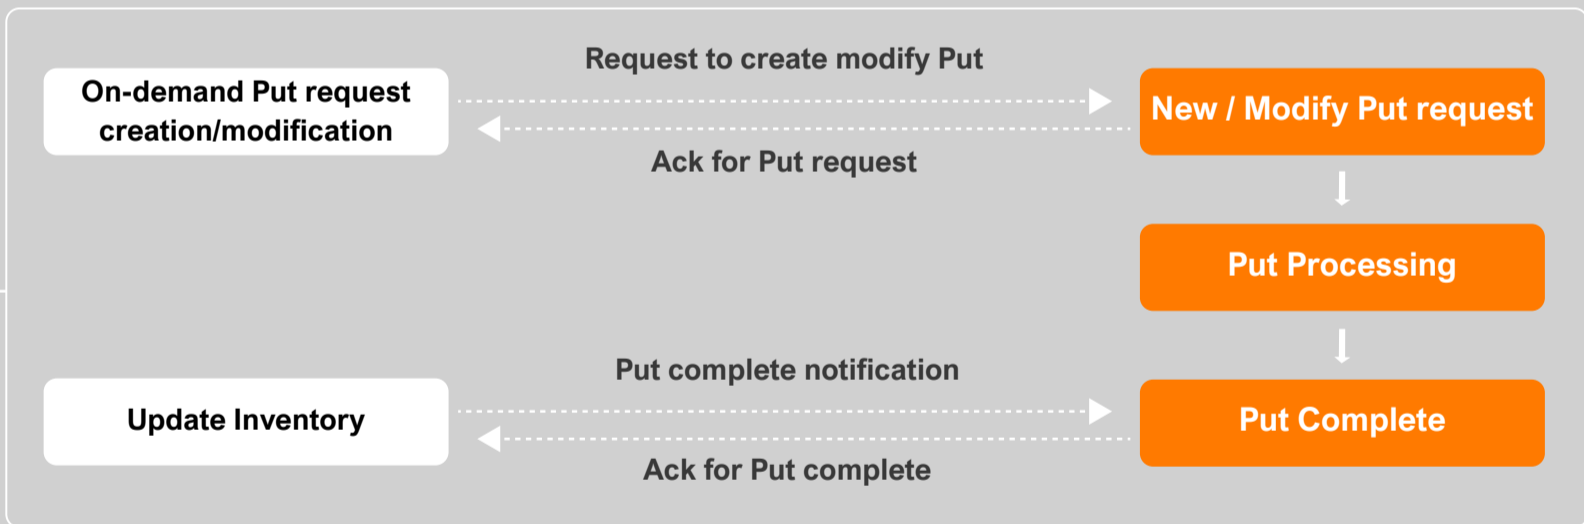 Request to create modify Put
On-demand Put request
creation/modification
New / Modify Put request
Ack for Put request
Put Processing
Put complete notification
Update Inventory
Put Complete
Ack for Put complete